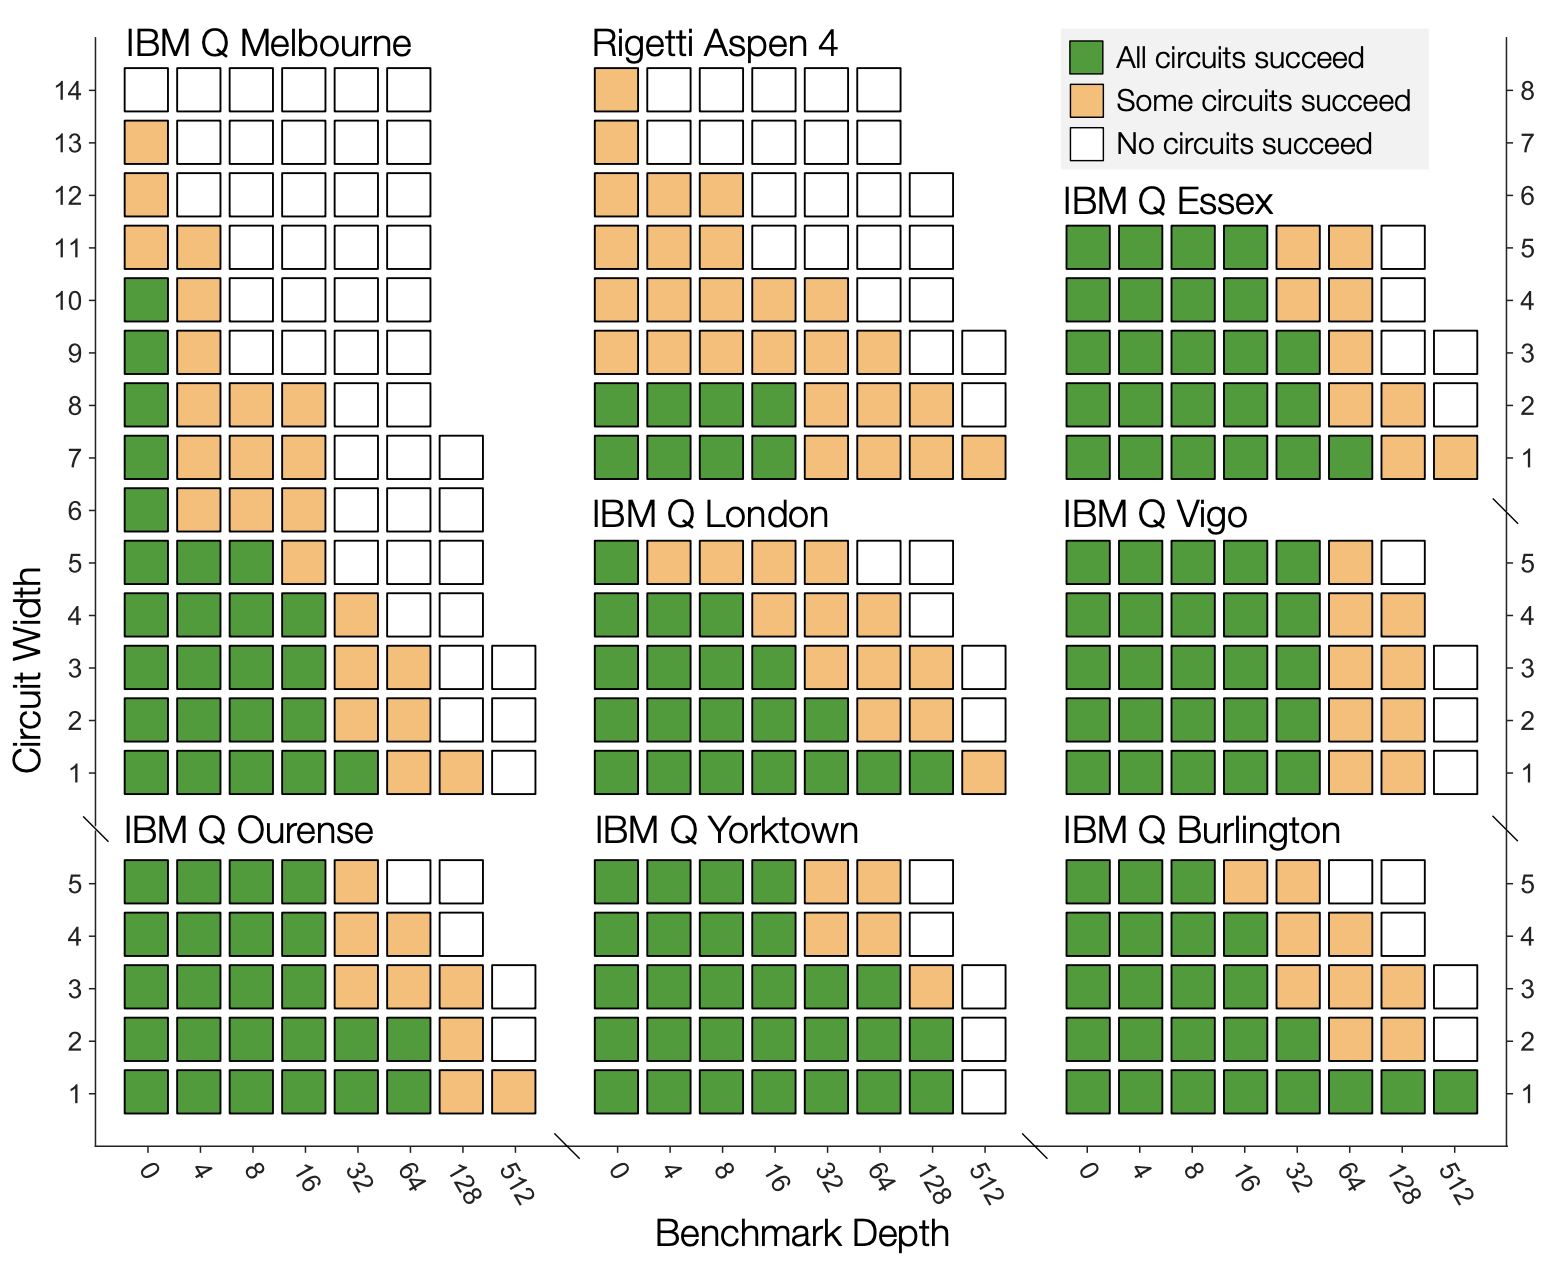 IBM Q Melbourne
Rigetti Aspen 4
All circuits succeed
Some circuits succeed
No circuits succeed
14
13
12
11
10
9
8
7
6
5
4
3
2
1
8
7
6
5
4
3
2
1
IBM Q Essex
IBM Q London
IBM Q Vigo
5
4
3
2
1
Circuit Width
IBM Q Ourense
IBM Q Yorktown
IBM Q Burlington
5
4
3
2
1
5
4
3
2
1
0 4 8 16 32 64 128 512
0 4 8 16 32 64 128 512
0 4 8 16 32 64 128 512
Benchmark Depth